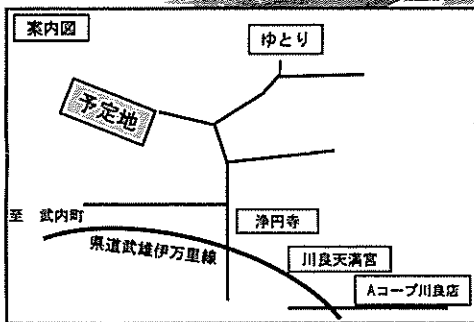 案内図
ゆとり
予定地
至 武内町
浄円寺
県道武雄伊万里線
川良天満宮
Aコープ川良店